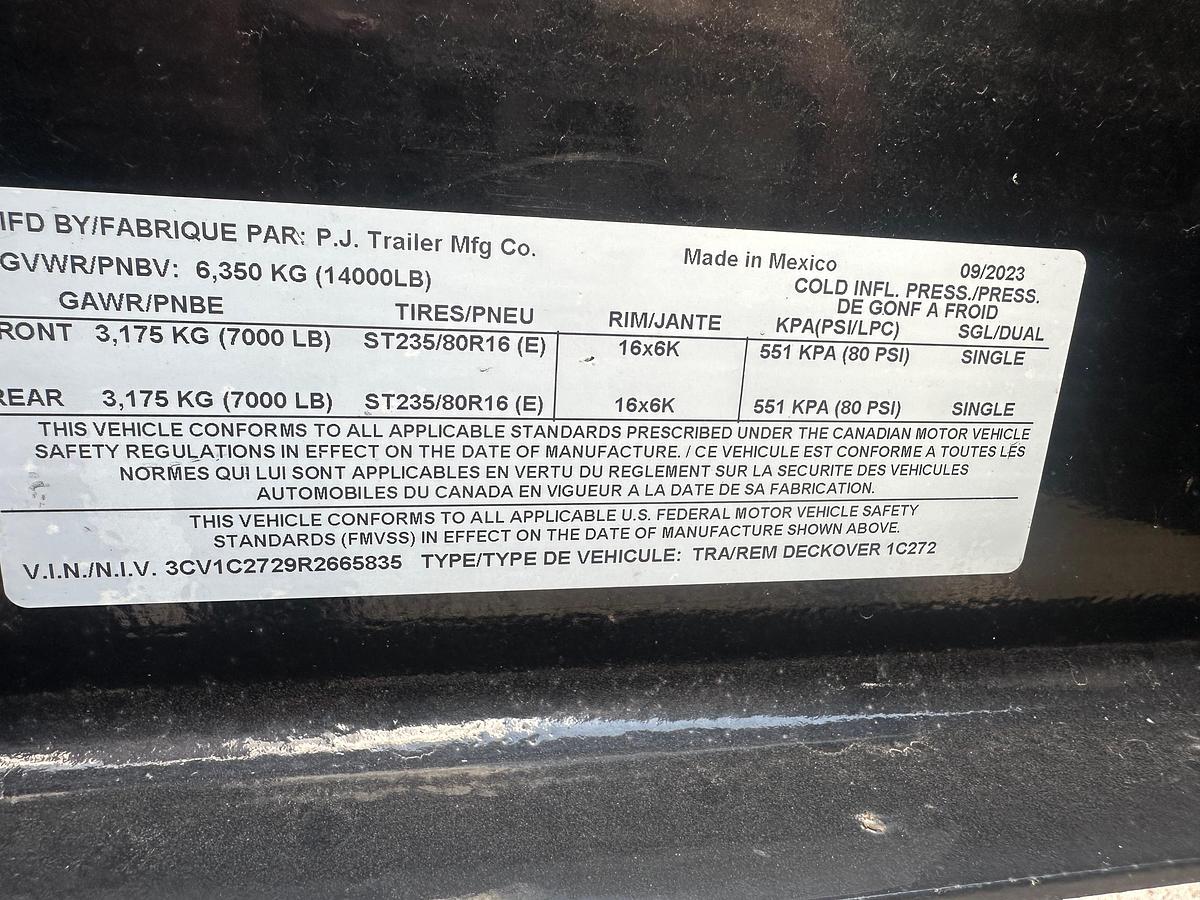 IFD BY/FABRIQUE PAR: P.J. Trailer Mfg Co.
Made in Mexico 09/2023
GVWR/PNBV: 6,350 KG (14000LB)
COLD INFL. PRESS./PRESS.
DE GONF A FROID
GAWR/PNBE TIRES/PNEU RIM/JANTE KPA(PSI/LPC) SGL/DUAL
RONT 3,175 KG (7000 LB) ST235/80R16 (E) 16x6K 551 KPA (80 PSI) SINGLE
REAR 3,175 KG (7000 LB) ST235/80R16 (E) 16x6K 551 KPA (80 PSI) SINGLE
THIS VEHICLE CONFORMS TO ALL APPLICABLE STANDARDS PRESCRIBED UNDER THE CANADIAN MOTOR VEHICLE
SAFETY REGULATIONS IN EFFECT ON THE DATE OF MANUFACTURE. / CE VEHICULE EST CONFORME A TOUTES LES
NORMES QUI LUI SONT APPLICABLES EN VERTU DU REGLEMENT SUR LA SECURITE DES VEHICULES
AUTOMOBILES DU CANADA EN VIGUEUR A LA DATE DE SA FABRICATION.
THIS VEHICLE CONFORMS TO ALL APPLICABLE U.S. FEDERAL MOTOR VEHICLE SAFETY
STANDARDS (FMVSS) IN EFFECT ON THE DATE OF MANUFACTURE SHOWN ABOVE.
V.I.N./N.I.V. 3CV1C2729R2665835 TYPE/TYPE DE VEHICULE: TRA/REM DECKOVER 1C272